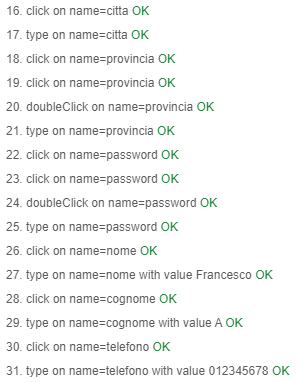 16. click on name=citta OK
17. type on name=citta OK
18. click on name=provincia OK
19. click on name=provincia OK
20. doubleClick on name=provincia OK
21. type on name=provincia OK
22. click on name=password OK
23. click on name=password OK
24. doubleClick on name=password OK
25. type on name=password OK
26. click on name=nome OK
27. type on name=nome with value Francesco OK
28. click on name=cognome OK
29. type on name=cognome with value A OK
30. click on name=telefono OK
31. type on name=telefono with value 012345678 OK